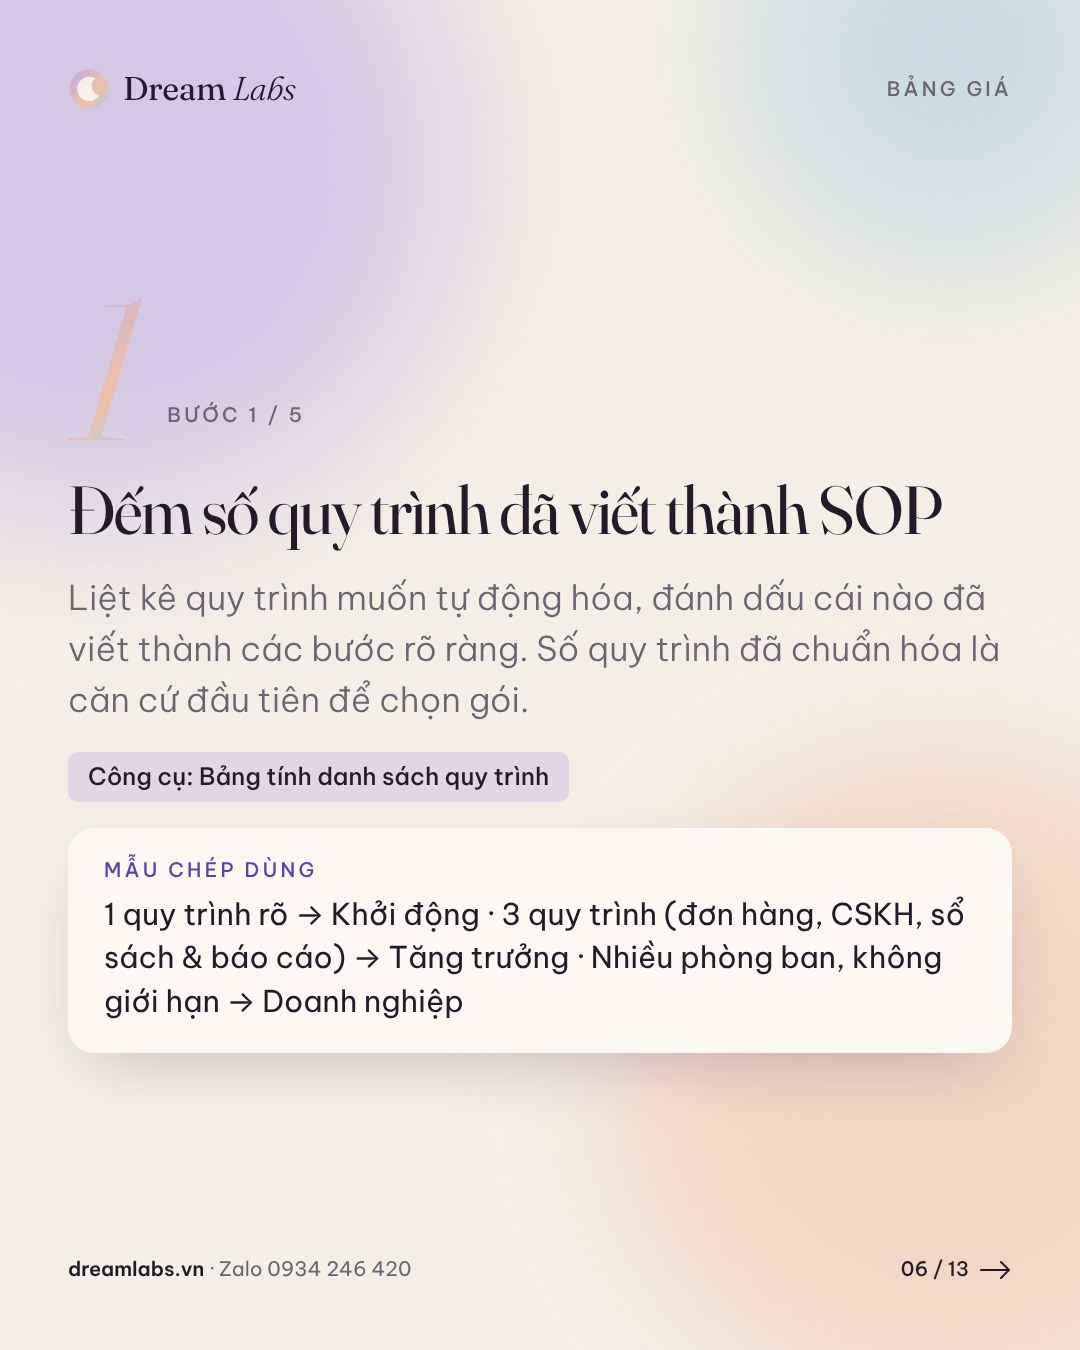 Dream Labs
BẢNG GIÁ
1
BƯỚC 1 / 5
Đếm số quy trình đã viết thành SOP
Liệt kê quy trình muốn tự động hóa, đánh dấu cái nào đã
viết thành các bước rõ ràng. Số quy trình đã chuẩn hóa là
căn cứ đầu tiên để chọn gói.
Công cụ: Bảng tính danh sách quy trình
MẪU CHÉP DÙNG
1 quy trình rõ → Khởi động · 3 quy trình (đơn hàng, CSKH, sổ
sách & báo cáo) → Tăng trưởng · Nhiều phòng ban, không
giới hạn → Doanh nghiệp
dreamlabs.vn · Zalo 0934 246 420
06 / 13 →